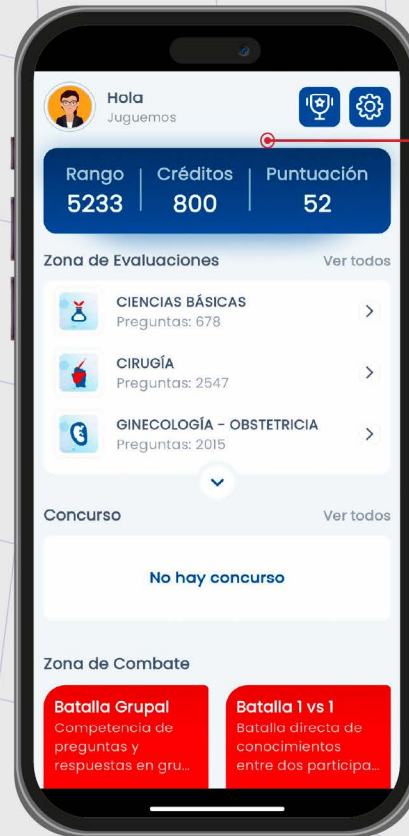 Hola
Juguemos
Rango Créditos Puntuación
5233 800 52
Zona de Evaluaciones Ver todos
CIENCIAS BÁSICAS
Preguntas: 678
CIRUGÍA
Preguntas: 2547
GINECOLOGÍA - OBSTETRICIA
Preguntas: 2015
Concurso Ver todos
No hay concurso
Zona de Combate
Batalla Grupal
Competencia de
preguntas y
respuestas en gru...
Batalla 1 vs 1
Batalla directa de
conocimientos
entre dos participa...